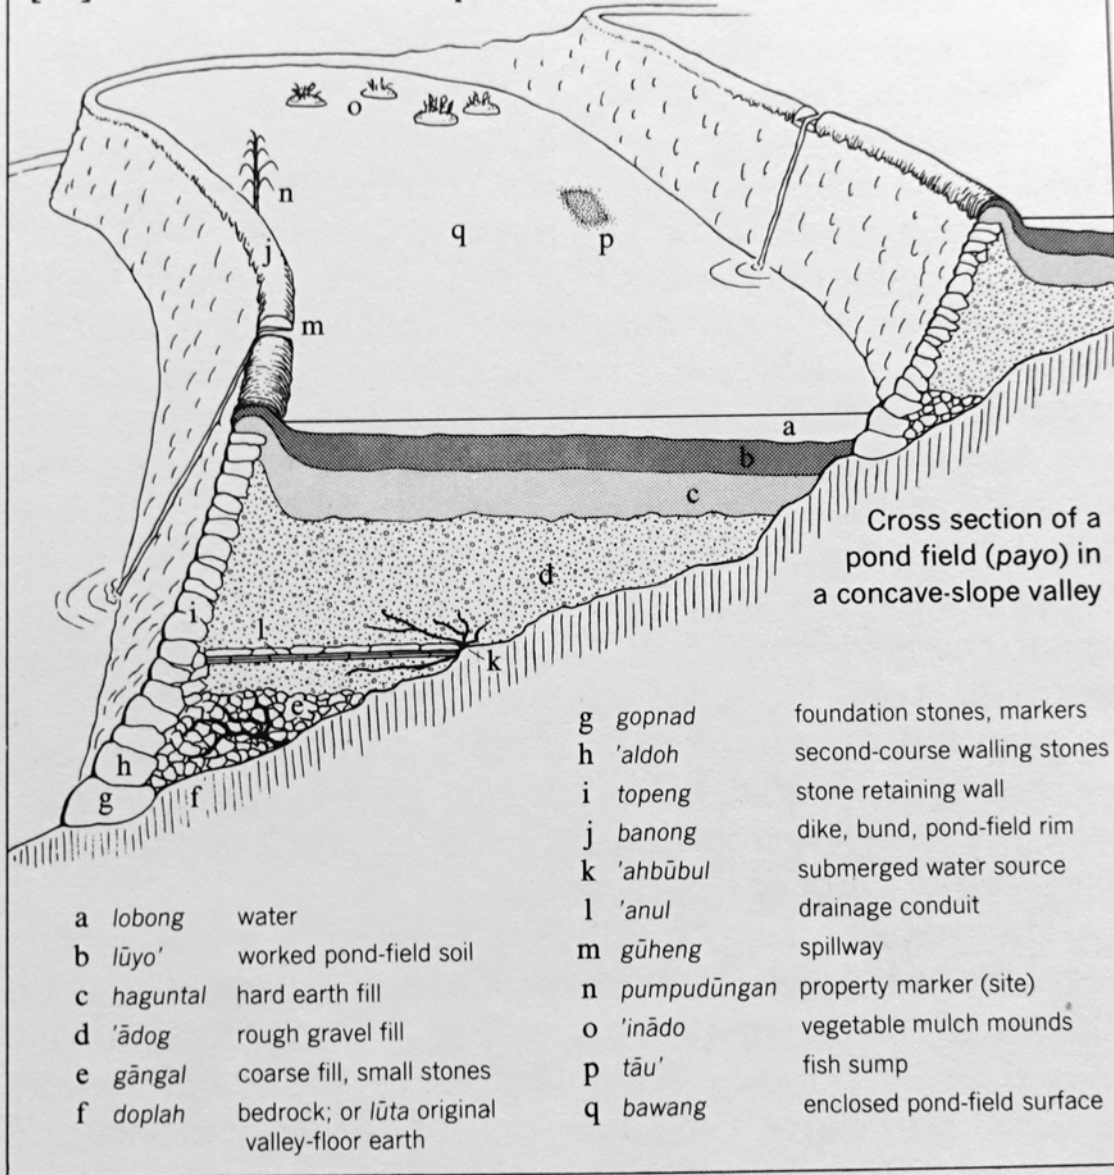 o
n
q
p
j
m
a
b
c
Cross section of a
pond field (payo) in
a concave-slope valley
d
i
l
k
e
h
f
g
g gopnad foundation stones, markers
h 'aldoh second-course walling stones
i topeng stone retaining wall
j banong dike, bund, pond-field rim
k 'ahbūbul submerged water source
l 'anul drainage conduit
m gūheng spillway
n pumpudūngan property marker (site)
o 'inādo vegetable mulch mounds
p tāu' fish sump
q bawang enclosed pond-field surface
a lobong water
b lūyo' worked pond-field soil
c haguntal hard earth fill
d 'ādog rough gravel fill
e gāngal coarse fill, small stones
f doplah bedrock; or lūta original
valley-floor earth